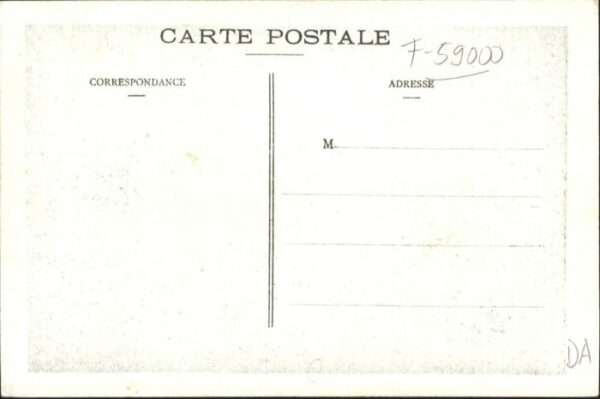 CARTE POSTALE
F-59000
CORRESPONDANCE
ADRESSE
M
DA